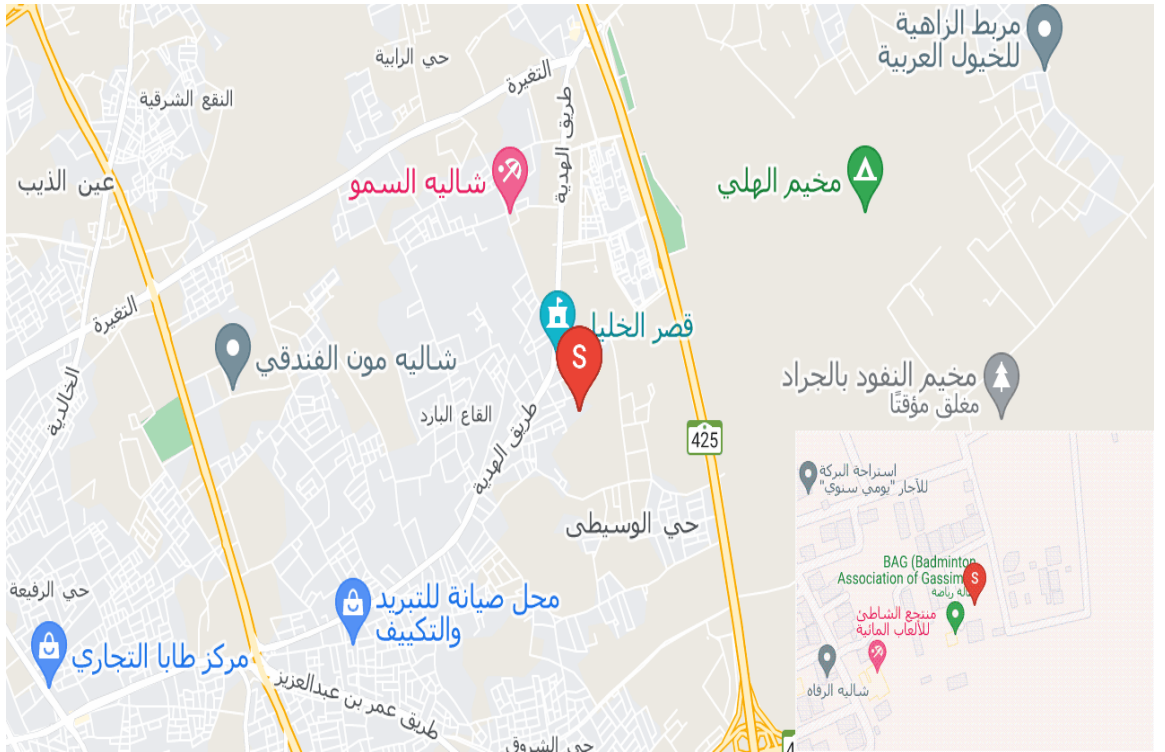 مربط الزاهية
للخيول العربية
حي الرابية
التغيرة
النقع الشرقية
طريق الهدية
عين الذيب
شاليه السمو
مخيم الهلي
التغيرة
قصر الخليل
شاليه مون الفندقي
S
مخيم النفود بالجراد
مغلق مؤقتًا
الخالدية
القاع البارد
طريق الهدية
425
حي الوسيطى
حي الرفيعة
محل صيانة للتبريد
والتكييف
مركز طابا التجاري
طريق عمر بن عبدالعزيز
حي الشروق
استراحة البركة
للأجار "يومي سنوي"
BAG (Badminton
Association of Gassim
S
منتجع الشاطئ
للألعاب المائية
شاليه الرفاه